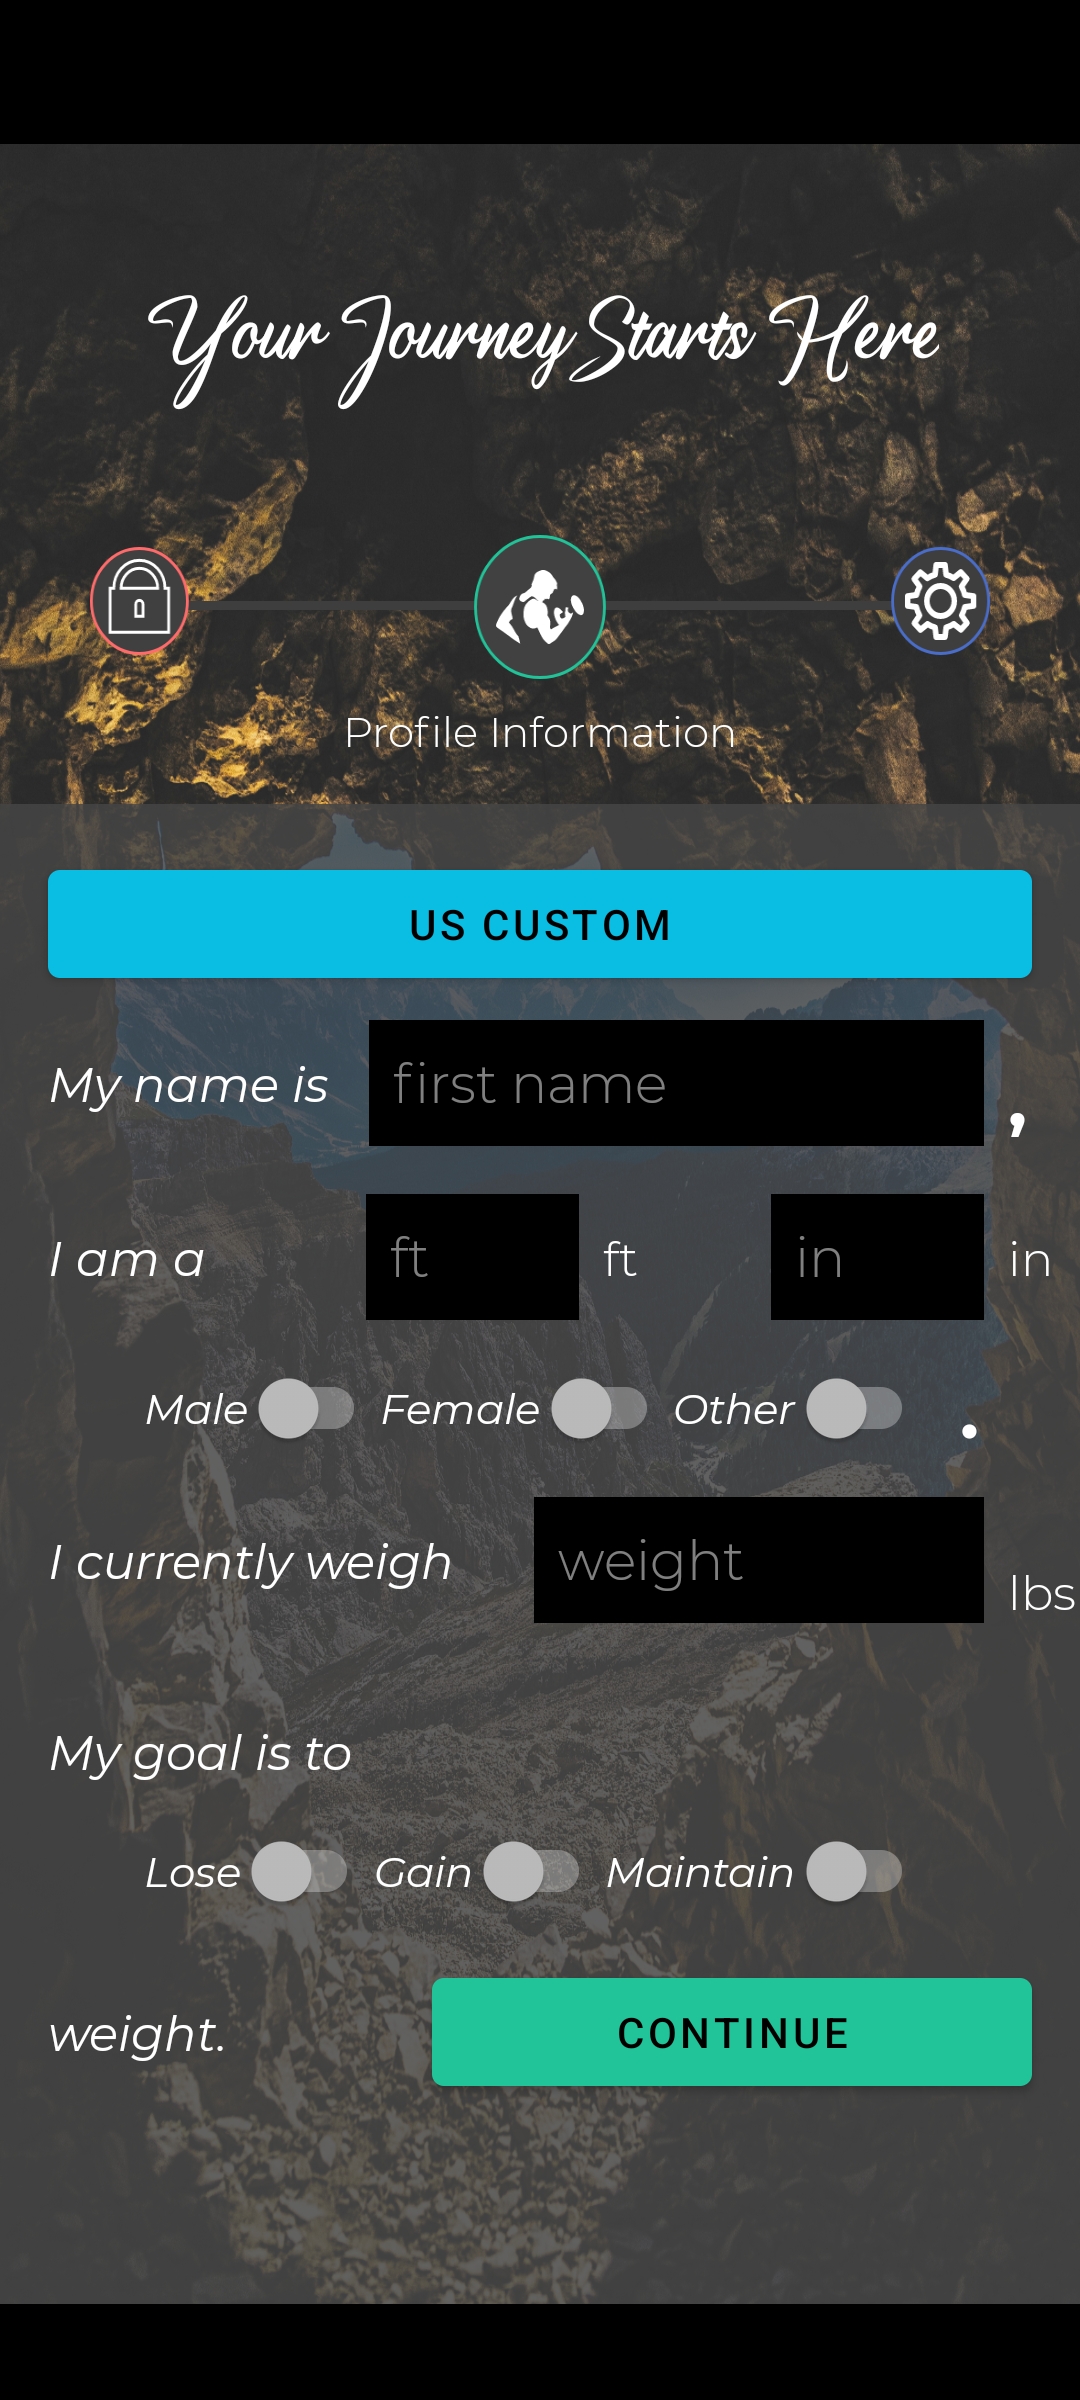 Your Journey Starts Here
Profile Information
US CUSTOM
My name is first name ,
I am a ft ft in in
Male Female Other .
I currently weigh weight lbs
My goal is to
Lose Gain Maintain
weight. CONTINUE